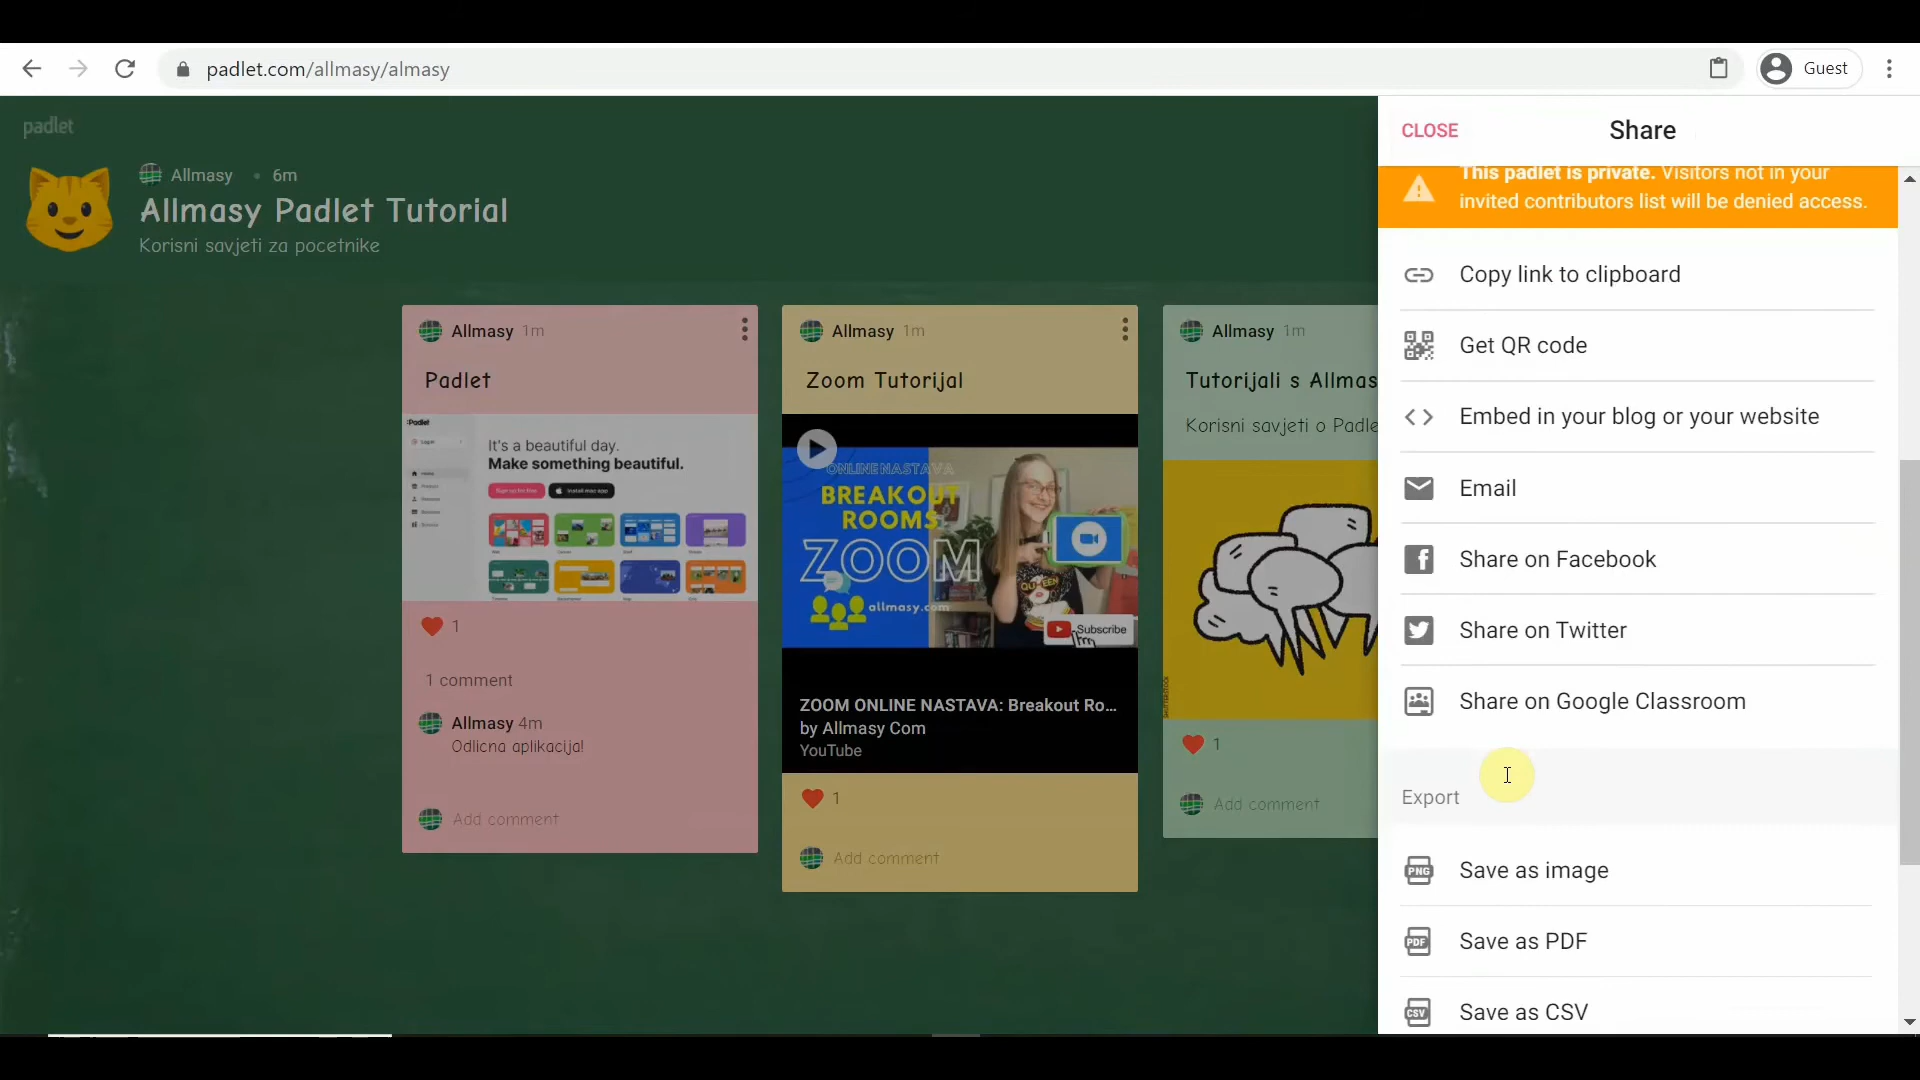 padlet.com/allmasy/almasy
Guest
padlet
Allmasy • 6m
Allmasy Padlet Tutorial
Korisni savjeti za pocetnike
Allmasy 1m
Padlet
:Padlet
It's a beautiful day.
Make something beautiful.
1
1 comment
Allmasy 4m
Odlicna aplikacija!
Add comment
Allmasy 1m
Zoom Tutorijal
ONLINE NASTAVA
BREAKOUT
ROOMS
ZOOM
allmasy.com
QUEEN
Subscribe
ZOOM ONLINE NASTAVA: Breakout Ro...
by Allmasy Com
YouTube
1
Add comment
Allmasy 1m
Tutorijali s Allmas
Korisni savjeti o Padle
1
Add comment
CLOSE
Share
This padlet is private. Visitors not in your
invited contributors list will be denied access.
Copy link to clipboard
Get QR code
Embed in your blog or your website
Email
Share on Facebook
Share on Twitter
Share on Google Classroom
Export
PNG Save as image
PDF Save as PDF
CSV Save as CSV